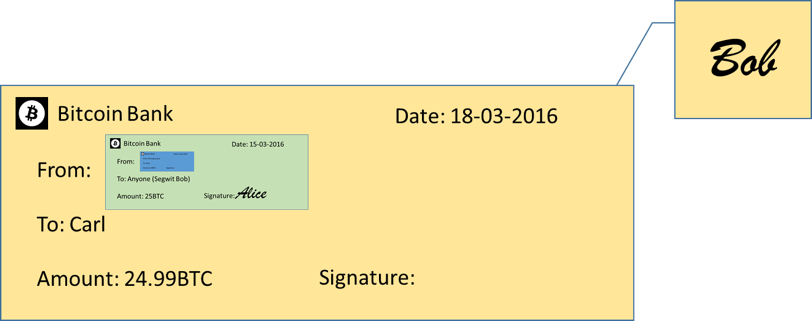 Bob
Bitcoin Bank
Date: 18-03-2016
From:
Bitcoin Bank
Date: 15-03-2016
From:
To: Anyone (Segwit Bob)
Amount: 25BTC
Signature: Alice
To: Carl
Amount: 24.99BTC
Signature: